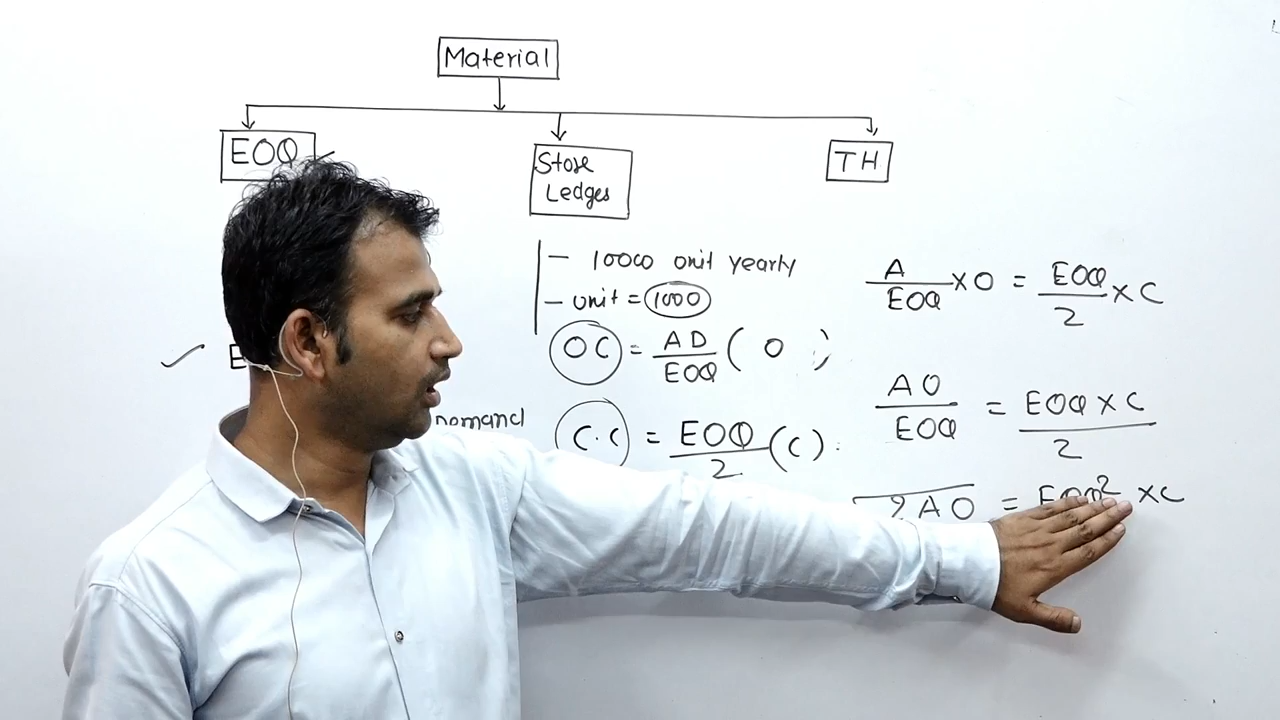 Material
EOQ
Store
Ledges
TH
- 10000 unit yearly
- unit = 1000
OC = AD/EOQ ( O )
Demand
C.C = EOQ/2 (C)
A/EOQ × O = EOQ/2 × C
AO/EOQ = EOQ × C/2
2AO = EOQ² × C